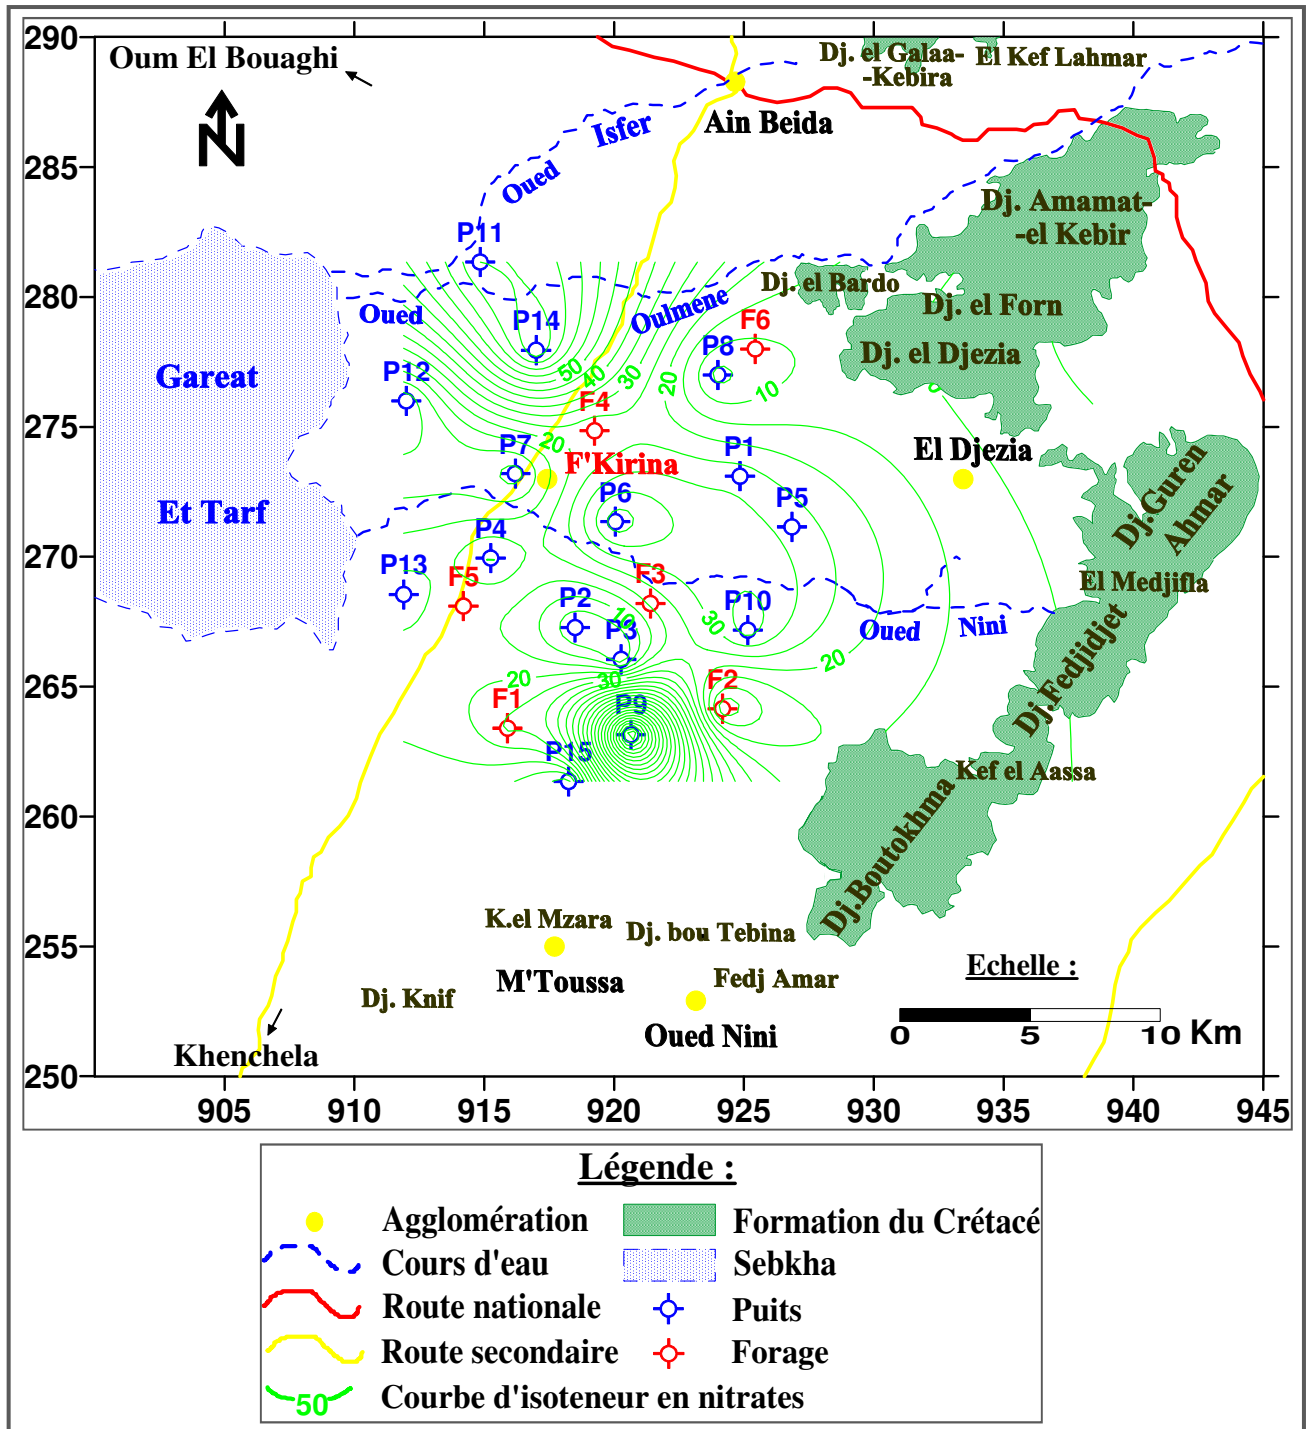 290
Oum El Bouaghi
Dj. el Galaa-
-Kebira
El Kef Lahmar
N
Ain Beida
Oued Isfer
285
Dj. Amamat-
-el Kebir
P11
280
Oued Oulmene
Dj. el Bardo
Dj. el Forn
P14
F6
P8
Dj. el Djezia
50
40
30
20
10
Gareat
P12
F4
275
20
P7
P1
El Djezia
F'Kirina
Dj.Guren
Ahmar
P6
Et Tarf
P5
P4
270
P13
F5
F3
El Medjifla
P2
10
P10
30
P3
Oued Nini
20
Dj.Fedjidjet
265
20
30
F2
F1
P9
P15
Kef el Aassa
260
Dj.Boutokhma
K.el Mzara
Dj. bou Tebina
255
M'Toussa
Fedj Amar
Echelle :
Dj. Knif
Oued Nini
0 5 10 Km
Khenchela
250
905 910 915 920 925 930 935 940 945
Légende :
Agglomération
Formation du Crétacé
Cours d'eau
Sebkha
Route nationale
Puits
Route secondaire
Forage
50
Courbe d'isoteneur en nitrates